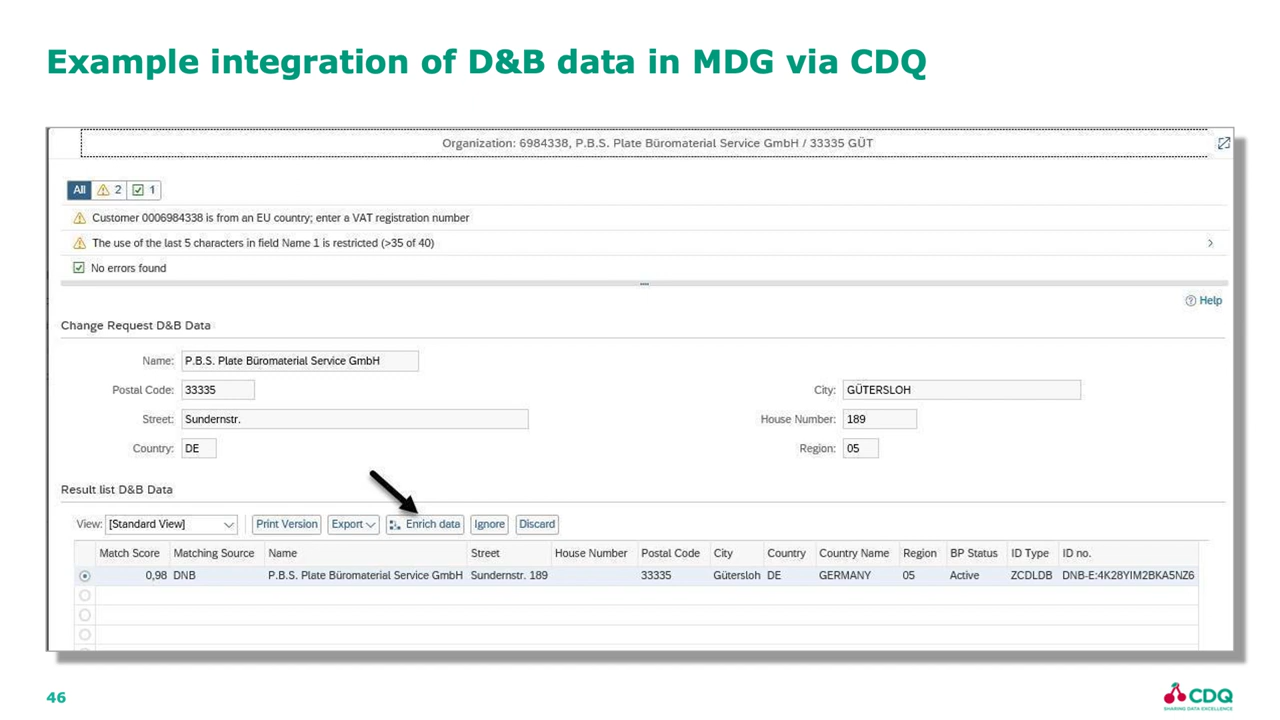 Example integration of D&B data in MDG via CDQ
Organization: 6984338, P.B.S. Plate Büromaterial Service GmbH / 33335 GÜT
All 2 1
Customer 0006984338 is from an EU country; enter a VAT registration number
The use of the last 5 characters in field Name 1 is restricted (>35 of 40)
No errors found
Help
Change Request D&B Data
Name: P.B.S. Plate Büromaterial Service GmbH
Postal Code: 33335 City: GÜTERSLOH
Street: Sundernstr. House Number: 189
Country: DE Region: 05
Result list D&B Data
View: [Standard View] Print Version Export Enrich data Ignore Discard
Match Score Matching Source Name Street House Number Postal Code City Country Country Name Region BP Status ID Type ID no.
0,98 DNB P.B.S. Plate Büromaterial Service GmbH Sundernstr. 189 33335 Gütersloh DE GERMANY 05 Active ZCDLDB DNB-E:4K28YIM2BKA5NZ6
46
CDQ
SHARING DATA EXCELLENCE